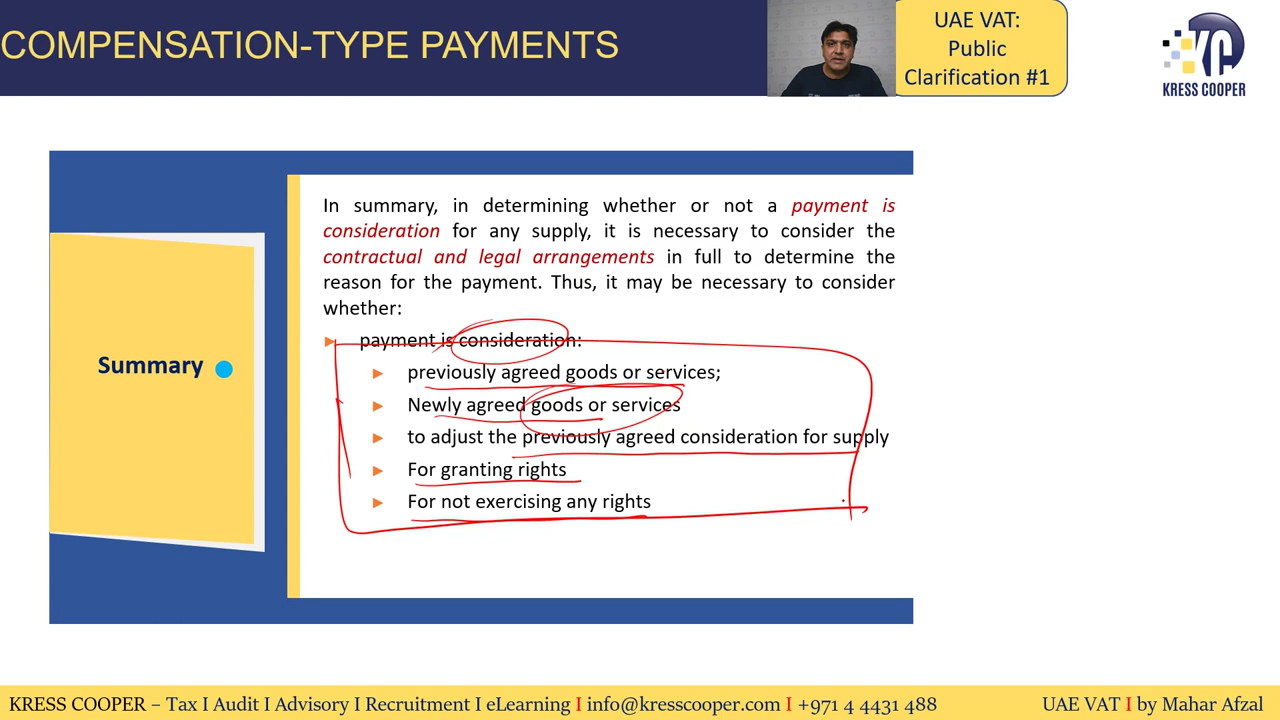 COMPENSATION-TYPE PAYMENTS
UAE VAT:
Public
Clarification #1
KC
KRESS COOPER
Summary
In summary, in determining whether or not a payment is
consideration for any supply, it is necessary to consider the
contractual and legal arrangements in full to determine the
reason for the payment. Thus, it may be necessary to consider
whether:
► payment is consideration:
► previously agreed goods or services;
► Newly agreed goods or services
► to adjust the previously agreed consideration for supply
► For granting rights
► For not exercising any rights
KRESS COOPER – Tax I Audit I Advisory I Recruitment I eLearning I info@kresscooper.com I +971 4 4431 488
UAE VAT I by Mahar Afzal